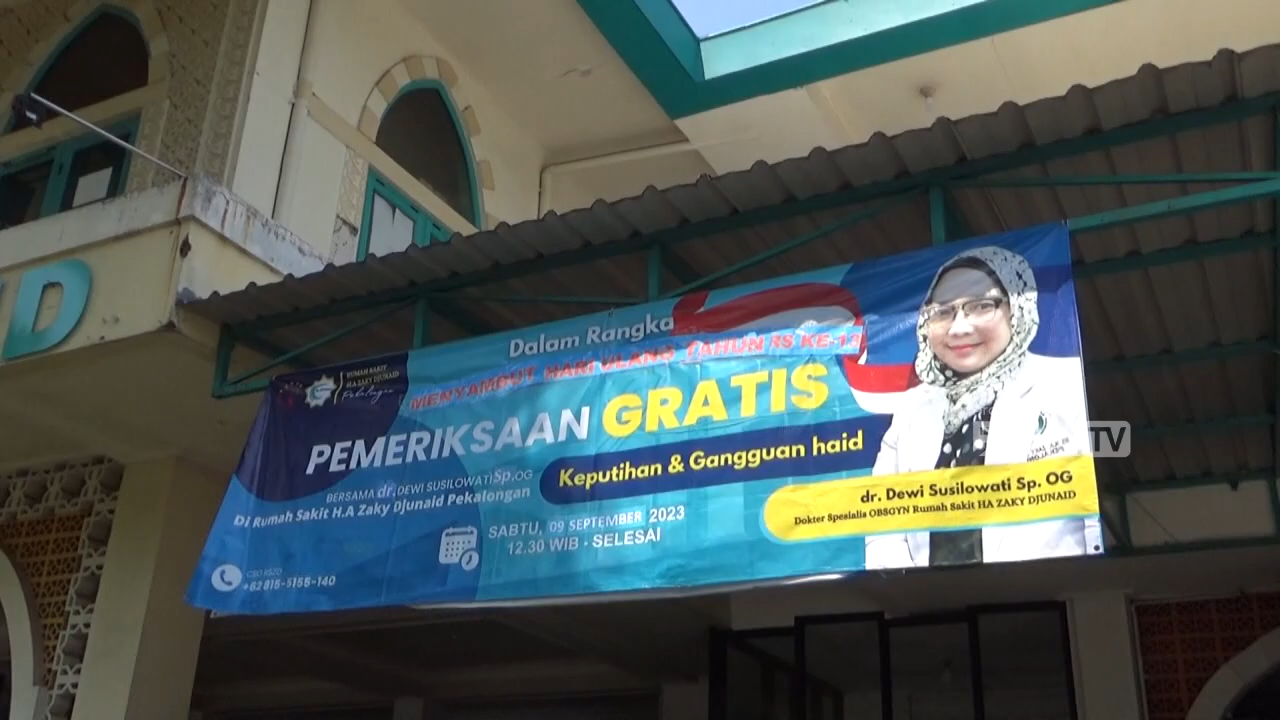 D
Dalam Rangka
MENYAMBUT HARI ULANG TAHUN RS KE-13
RUMAH SAKIT
H.A ZAKY DJUNAID
Pekalongan
PEMERIKSAAN GRATIS
Keputihan & Gangguan haid
BERSAMA dr. DEWI SUSILOWATI Sp.OG
Di Rumah Sakit H.A Zaky Djunaid Pekalongan
SABTU, 09 SEPTEMBER 2023
12.30 WIB - SELESAI
+62 815-5155-140
dr. Dewi Susilowati Sp. OG
Dokter Spesialis OBSGYN Rumah Sakit HA ZAKY DJUNAID
TV